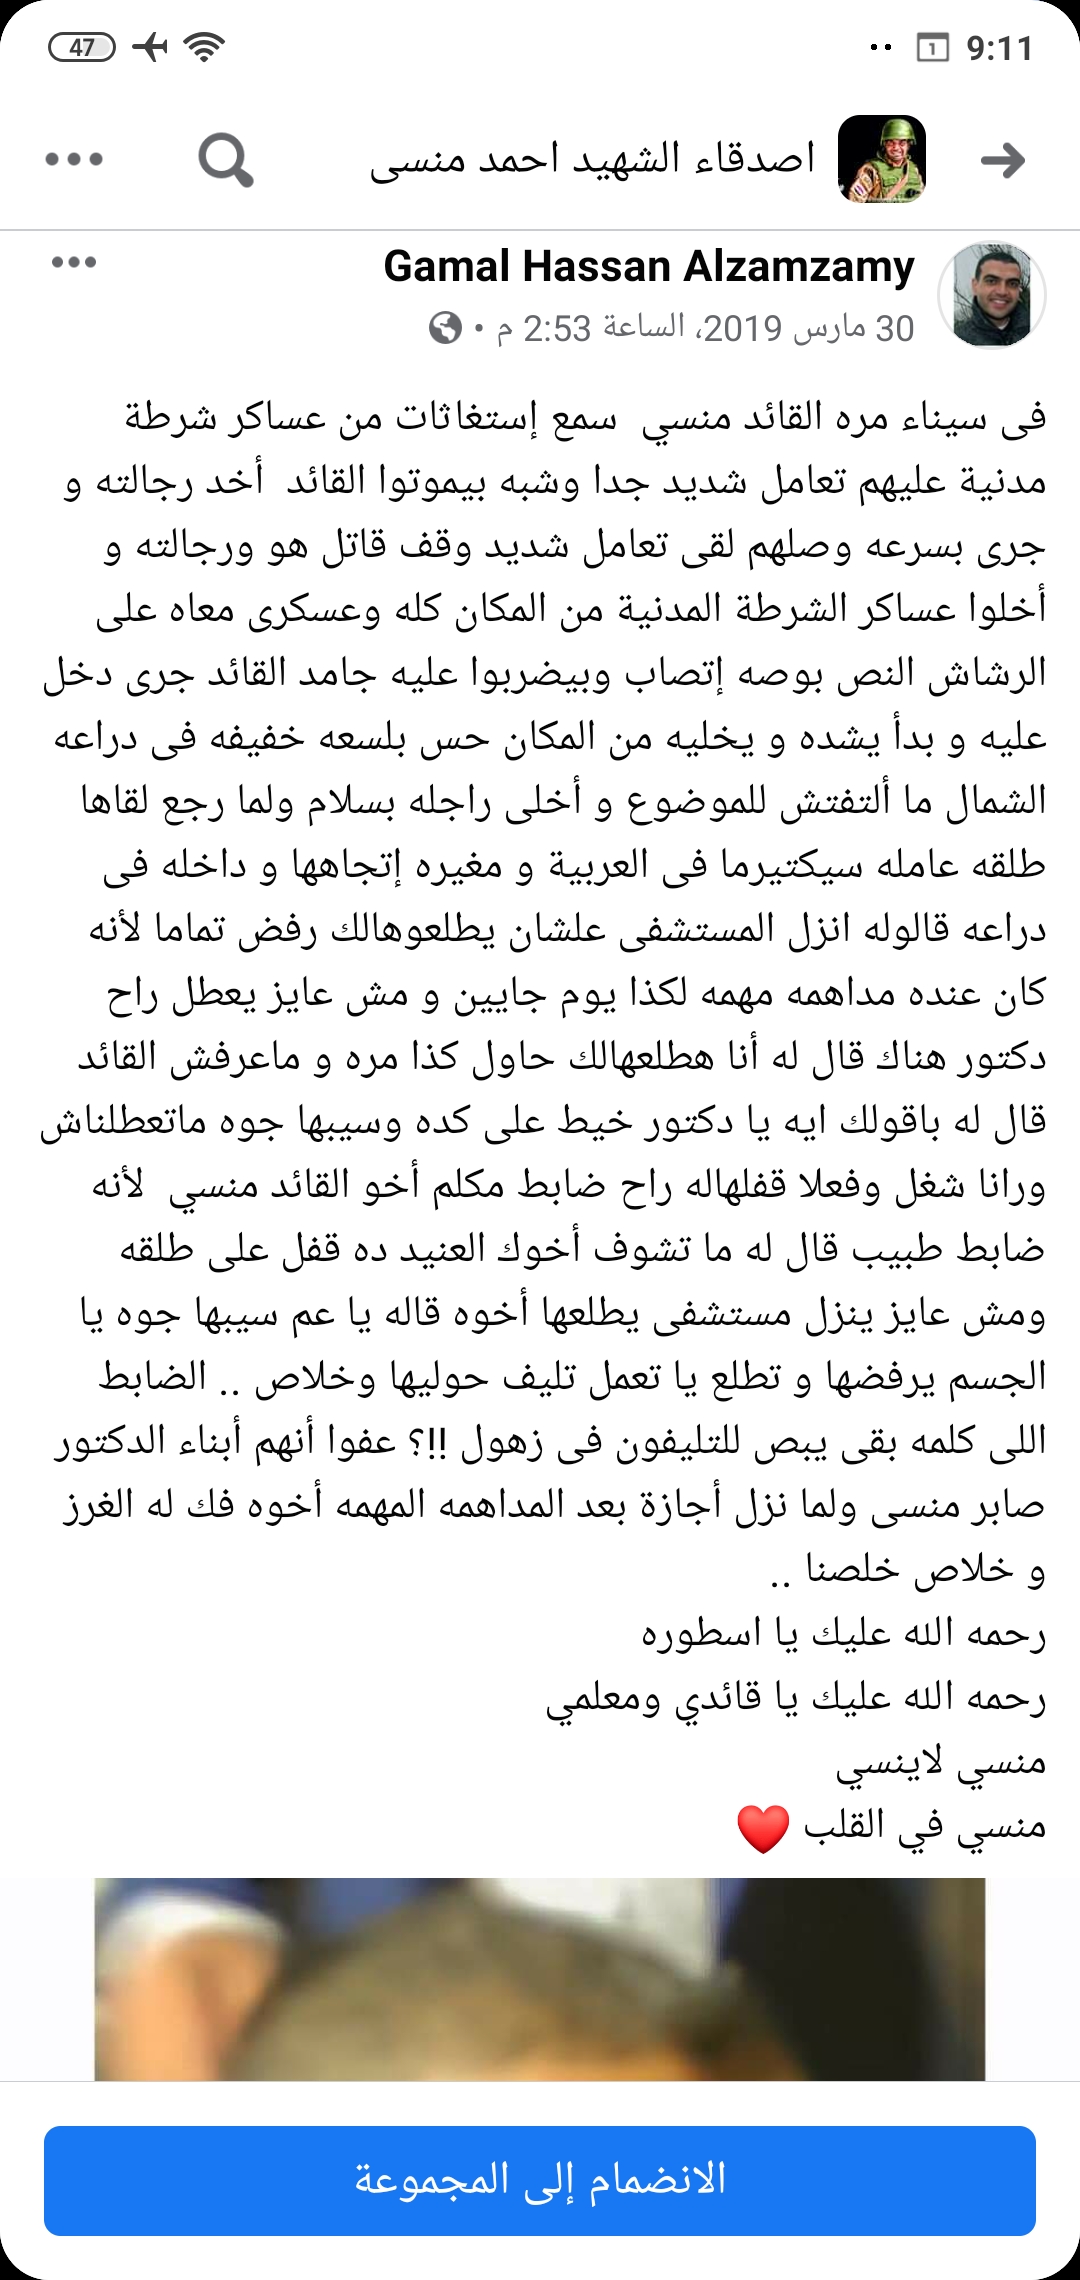 47
9:11
اصدقاء الشهيد احمد منسى
Gamal Hassan Alzamzamy
30 مارس 2019، الساعة 2:53 م •
فى سيناء مره القائد منسي  سمع إستغاثات من عساكر شرطة
مدنية عليهم تعامل شديد جدا وشبه بيموتوا القائد  أخد رجالته و
جرى بسرعه وصلهم لقى تعامل شديد وقف قاتل هو ورجالته و
أخلوا عساكر الشرطة المدنية من المكان كله وعسكرى معاه على
الرشاش النص بوصه إتصاب وبيضربوا عليه جامد القائد جرى دخل
عليه و بدأ يشده و يخليه من المكان حس بلسعه خفيفه فى دراعه
الشمال ما ألتفتش للموضوع و أخلى راجله بسلام ولما رجع لقاها
طلقه عامله سيكتيرما فى العربية و مغيره إتجاهها و داخله فى
دراعه قالوله انزل المستشفى علشان يطلعوهالك رفض تماما لأنه
كان عنده مداهمه مهمه لكذا يوم جايين و مش عايز يعطل راح
دكتور هناك قال له أنا هطلعهالك حاول كذا مره و ماعرفش القائد
قال له باقولك ايه يا دكتور خيط على كده وسيبها جوه ماتعطلناش
ورانا شغل وفعلا قفلهاله راح ضابط مكلم أخو القائد منسي  لأنه
ضابط طبيب قال له ما تشوف أخوك العنيد ده قفل على طلقه
ومش عايز ينزل مستشفى يطلعها أخوه قاله يا عم سيبها جوه يا
الجسم يرفضها و تطلع يا تعمل تليف حوليها وخلاص .. الضابط
اللى كلمه بقى يبص للتليفون فى زهول !!؟ عفوا أنهم أبناء الدكتور
صابر منسى ولما نزل أجازة بعد المداهمه المهمه أخوه فك له الغرز
و خلاص خلصنا ..
رحمه الله عليك يا اسطوره
رحمه الله عليك يا قائدي ومعلمي
منسي لاينسي
منسي في القلب ❤️
الانضمام إلى المجموعة